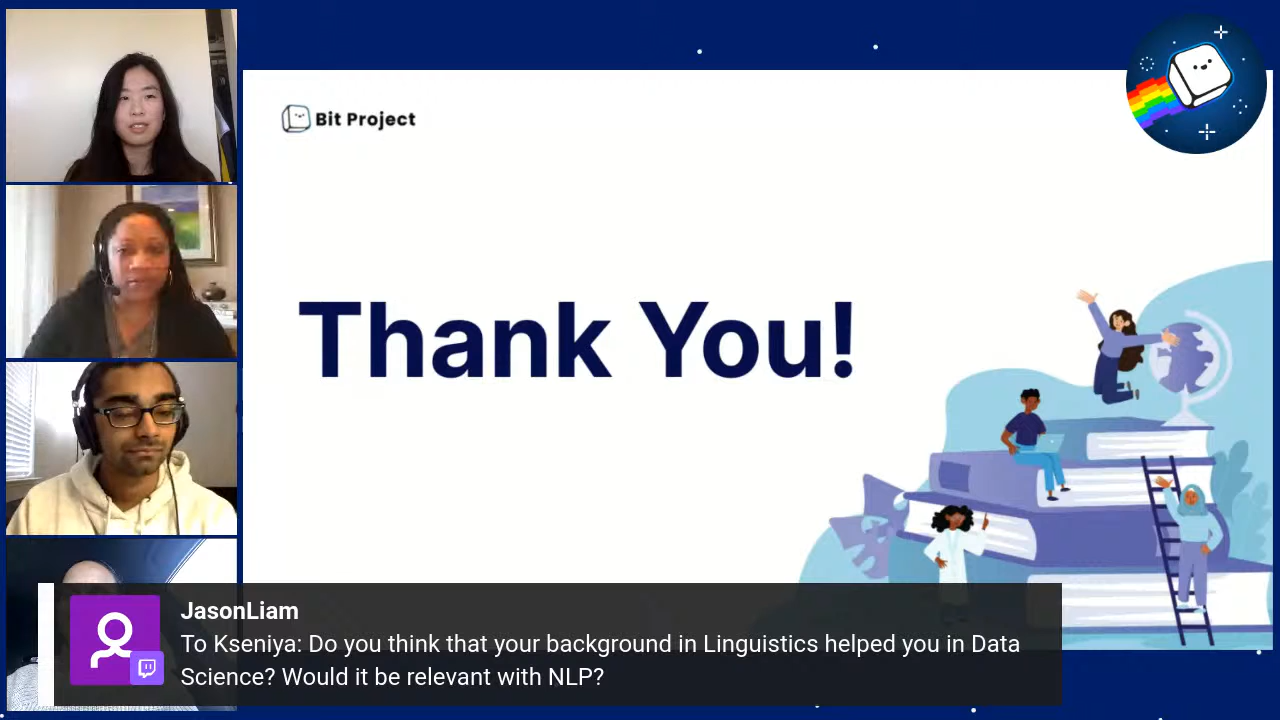 Bit Project
Thank You!
JasonLiam
To Kseniya: Do you think that your background in Linguistics helped you in Data
Science? Would it be relevant with NLP?